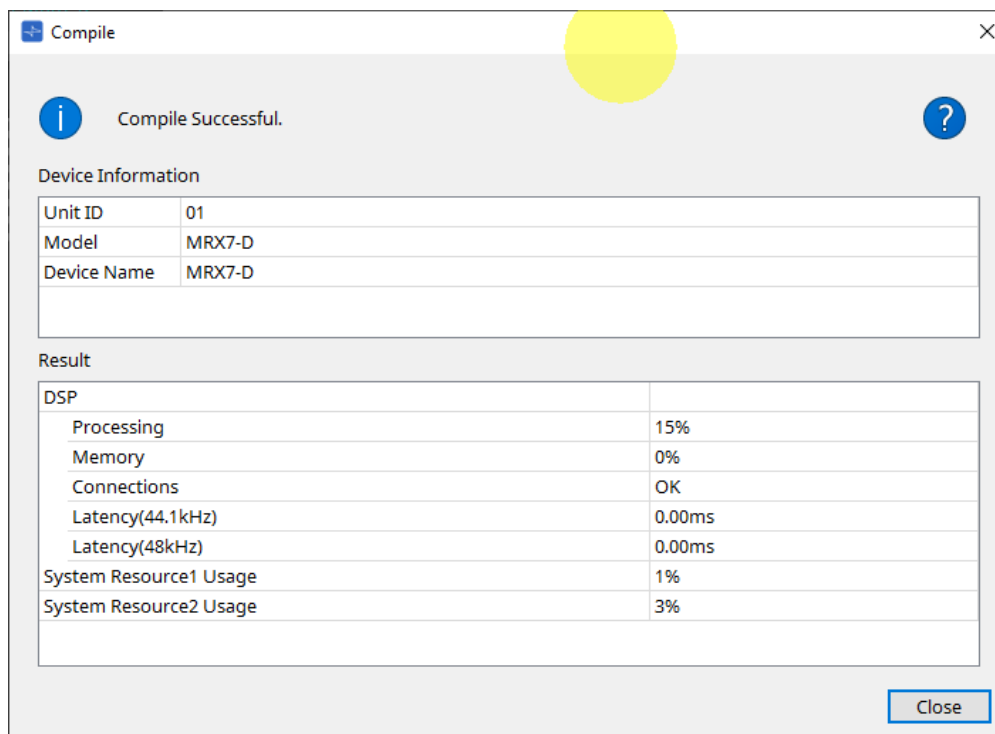 Compile
Compile Successful.
Device Information
Unit ID 01
Model MRX7-D
Device Name MRX7-D
Result
DSP
Processing 15%
Memory 0%
Connections OK
Latency(44.1kHz) 0.00ms
Latency(48kHz) 0.00ms
System Resource1 Usage 1%
System Resource2 Usage 3%
Close